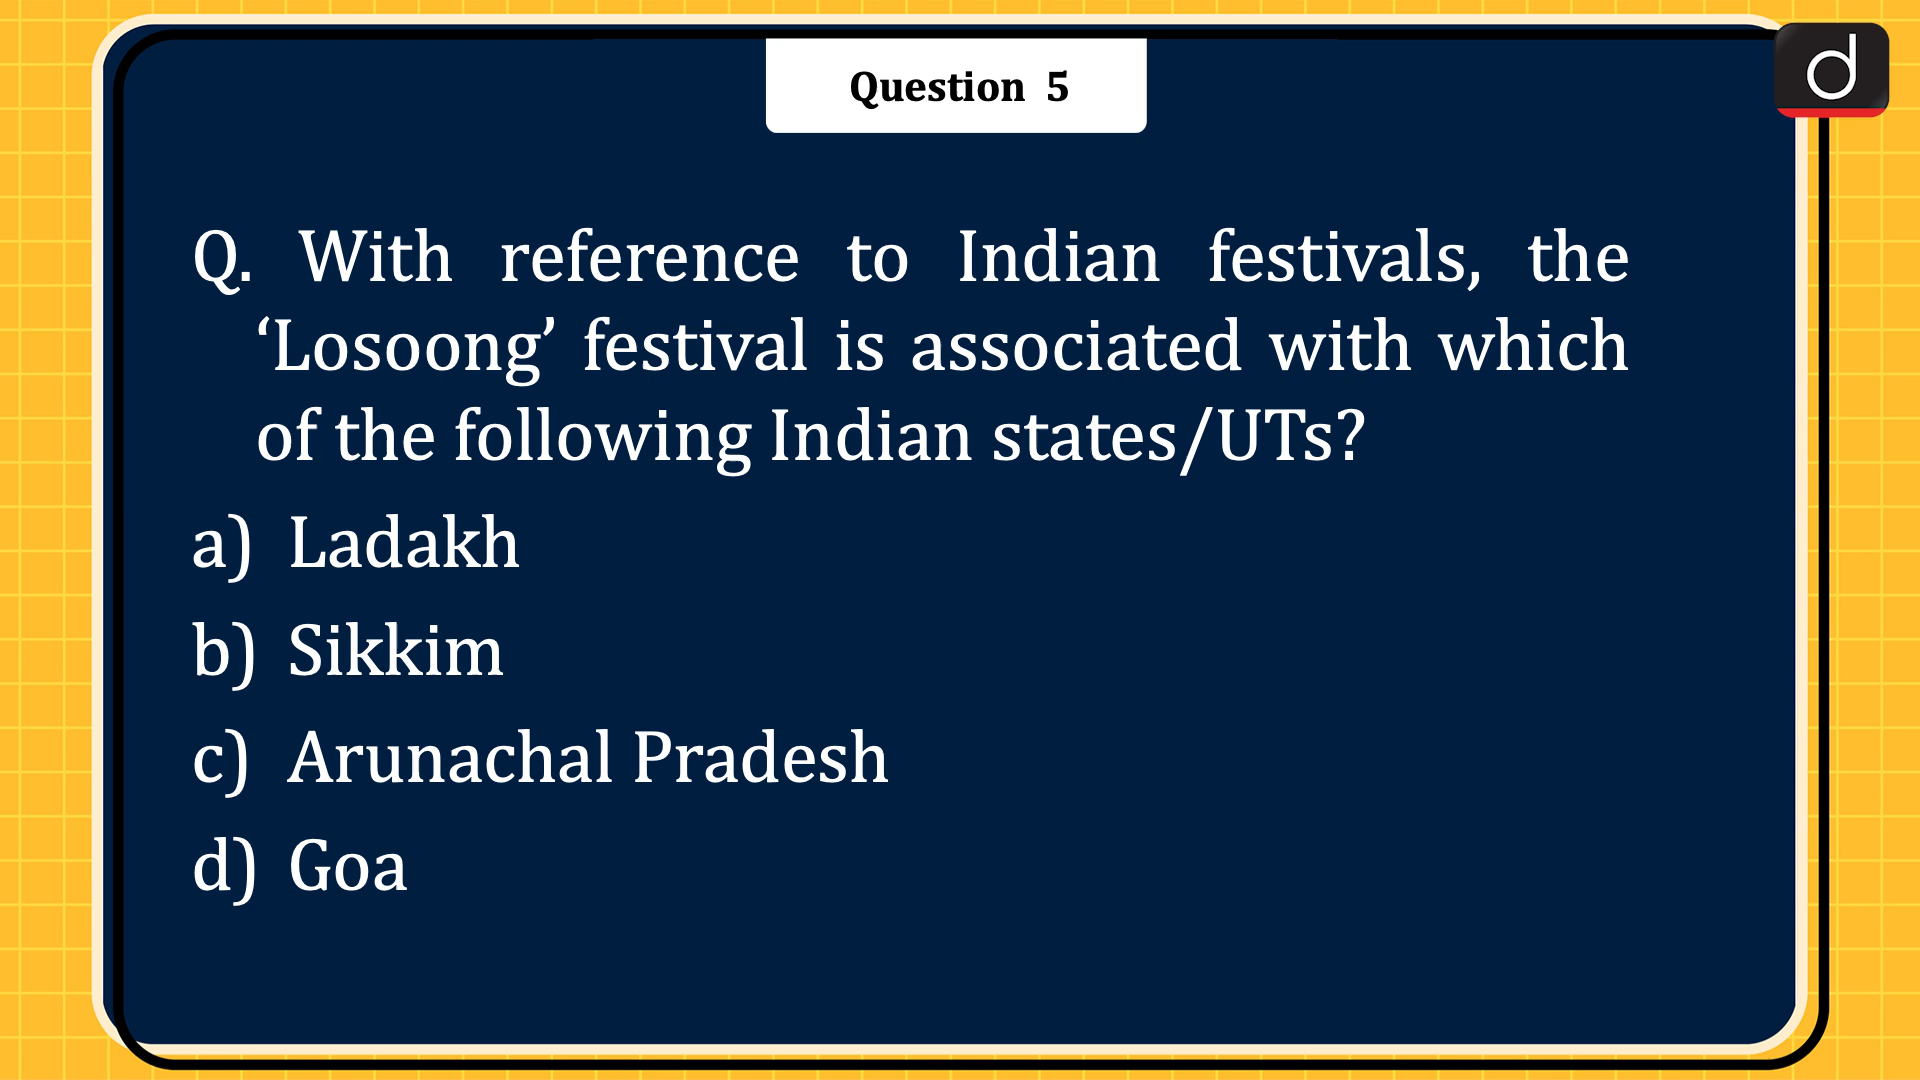 Question 5
Q. With reference to Indian festivals, the
‘Losoong’ festival is associated with which
of the following Indian states/UTs?
a) Ladakh
b) Sikkim
c) Arunachal Pradesh
d) Goa
d